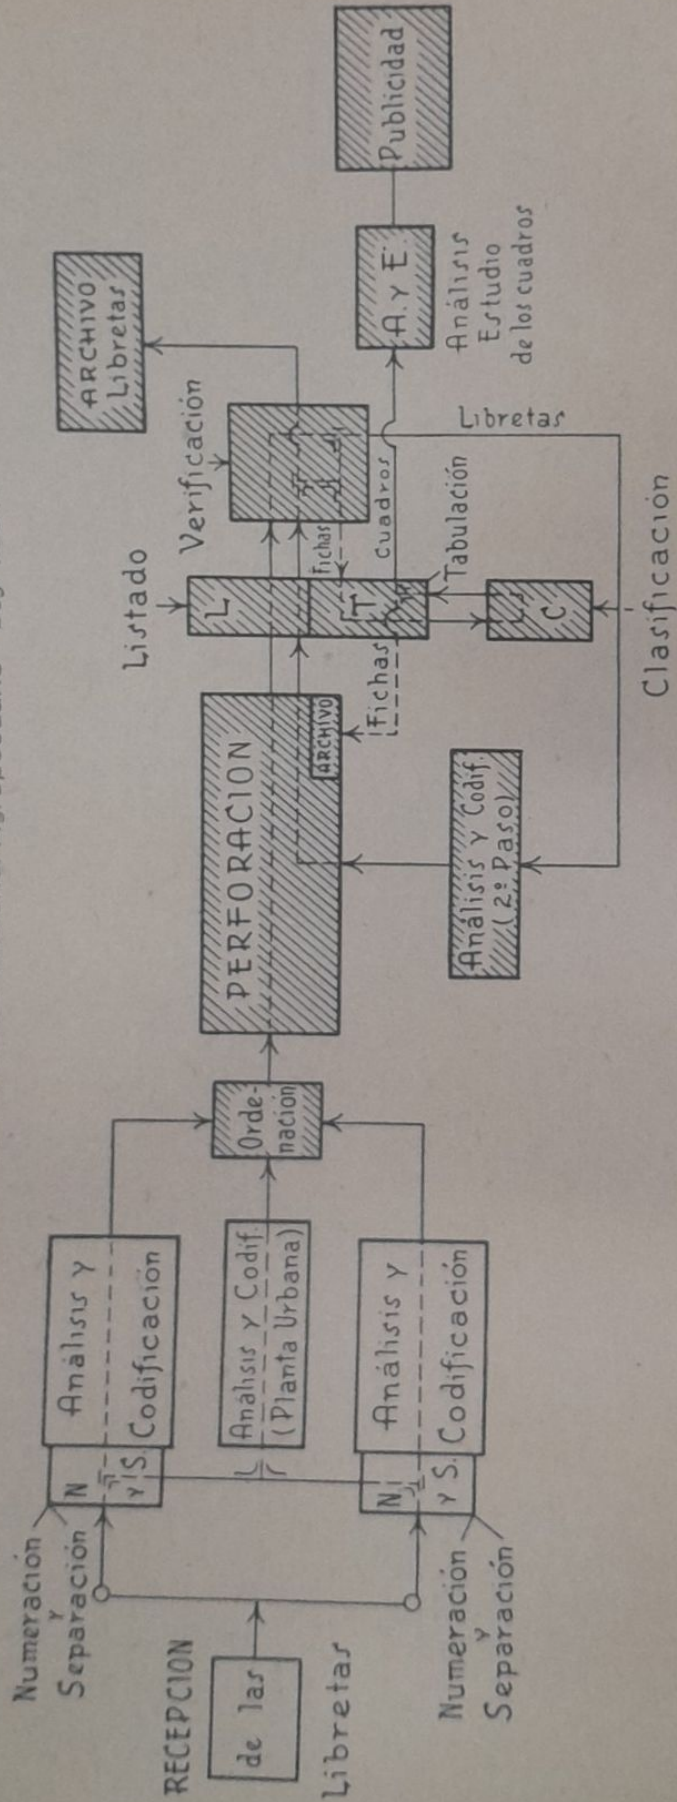 RECEPCION
de las
Libretas
Numeración
y
Separación
N
y S.
Análisis y
Codificación
Análisis y Codif.
(Planta Urbana)
Numeración
y
Separación
N
y S.
Análisis y
Codificación
Orde-
nación
PERFORACION
ARCHIVO
Análisis y Codif.
(2º Paso)
Fichas
Listado
L
T
Tabulación
C
Clasificación
Fichas
Verificación
Cuadros
Libretas
ARCHIVO
Libretas
A. y E.
Análisis
Estudio
de los cuadros
Publicidad